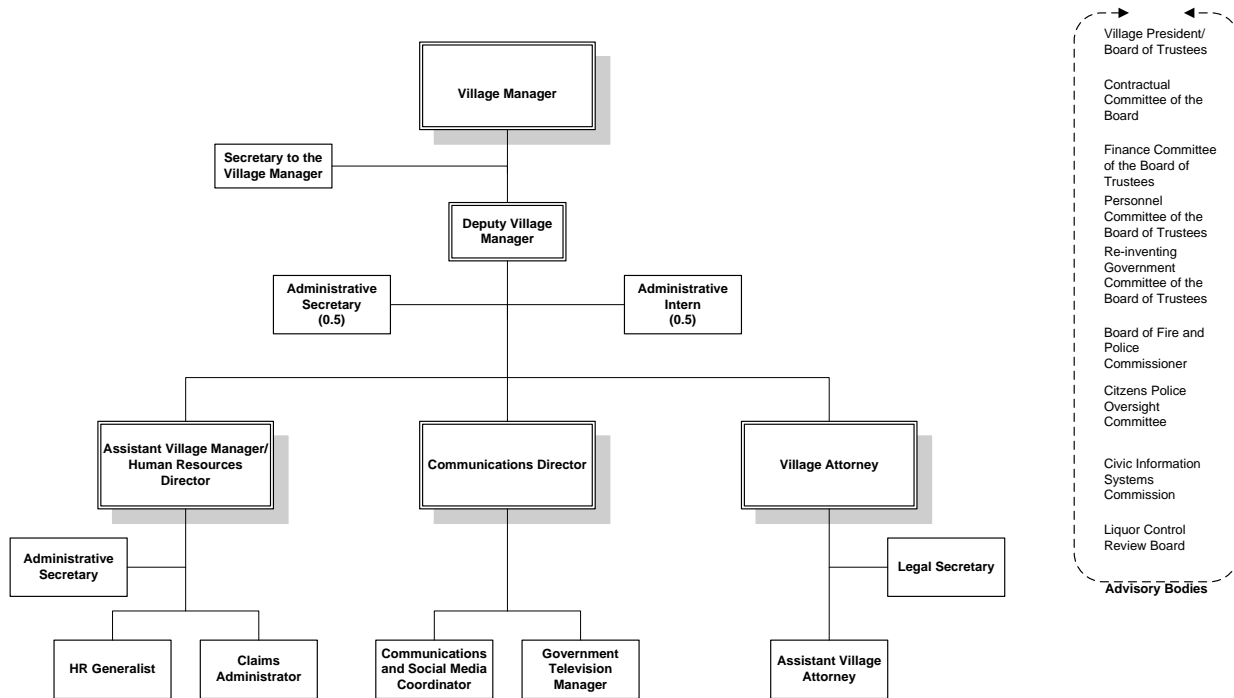 Village Manager
Secretary to the
Village Manager
Deputy Village
Manager
Administrative
Secretary
(0.5)
Administrative
Intern
(0.5)
Assistant Village Manager/
Human Resources
Director
Communications Director
Village Attorney
Administrative
Secretary
Legal Secretary
HR Generalist
Claims
Administrator
Communications
and Social Media
Coordinator
Government
Television
Manager
Assistant Village
Attorney
Village President/
Board of Trustees
Contractual
Committee of the
Board
Finance Committee
of the Board of
Trustees
Personnel
Committee of the
Board of Trustees
Re-inventing
Government
Committee of the
Board of Trustees
Board of Fire and
Police
Commissioner
Citzens Police
Oversight
Committee
Civic Information
Systems
Commission
Liquor Control
Review Board
Advisory Bodies